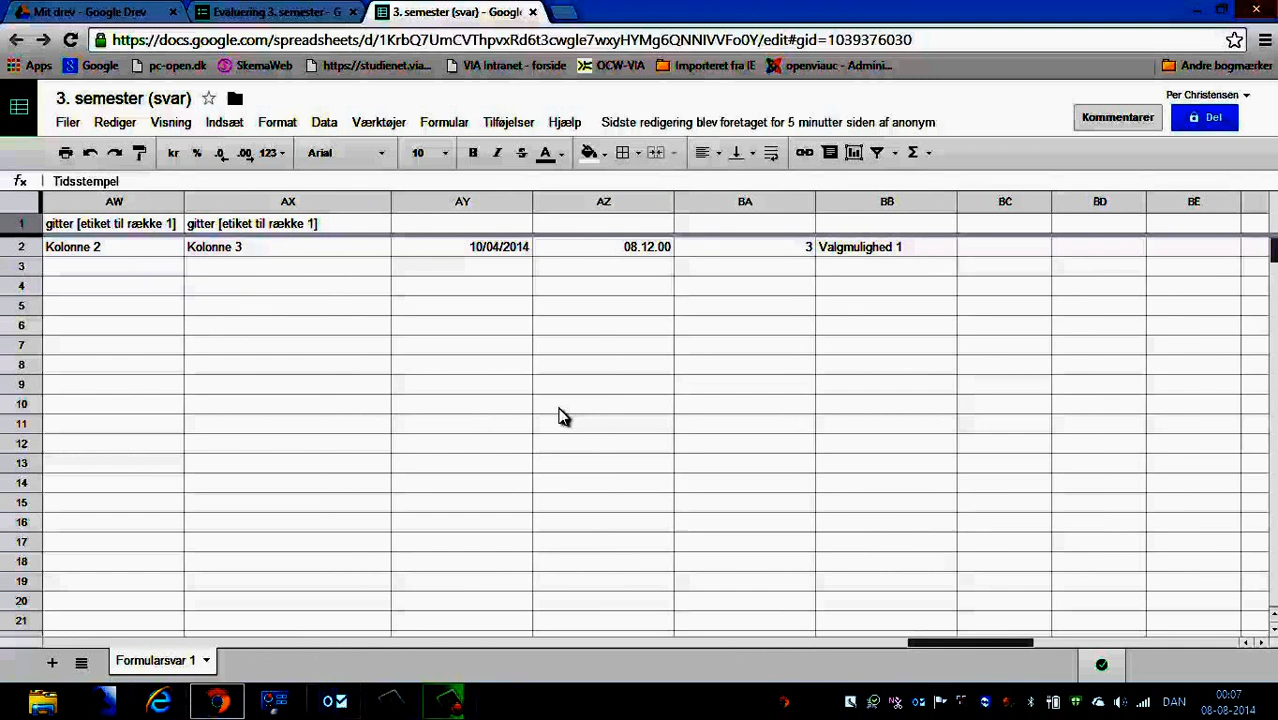 Mit drev - Google Drev
Evaluering 3. semester - G
3. semester (svar) - Google
https://docs.google.com/spreadsheets/d/1KrbQ7UmCVThpvxRd6t3cwgle7wxyHYMg6QNNIVVFo0Y/edit#gid=1039376030
Apps Google pc-open.dk SkemaWeb https://studienet.via... VIA Intranet - forside OCW-VIA Importeret fra IE openviauc - Admini... Andre bogmærker
3. semester (svar)
Per Christensen
Filer Rediger Visning Indsæt Format Data Værktøjer Formular Tilføjelser Hjælp Sidste redigering blev foretaget for 5 minutter siden af anonym
Kommentarer Del
kr % .0 .00 123 Arial 10 B I S A Σ
fx Tidsstempel
AW AX AY AZ BA BB BC BD BE
1 gitter [etiket til række 1] gitter [etiket til række 1]
2 Kolonne 2 Kolonne 3 10/04/2014 08.12.00 3 Valgmulighed 1
3
4
5
6
7
8
9
10
11
12
13
14
15
16
17
18
19
20
21
Formularsvar 1
DAN
00:07
08-08-2014